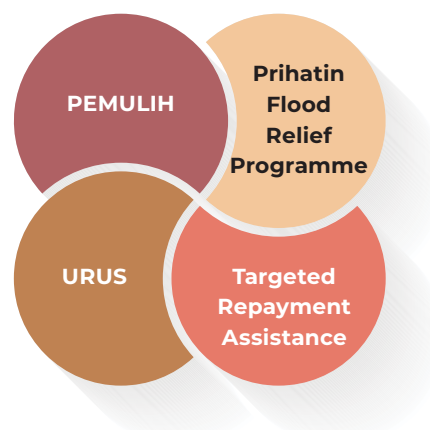 PEMULIH
Prihatin
Flood
Relief
Programme
URUS
Targeted
Repayment
Assistance